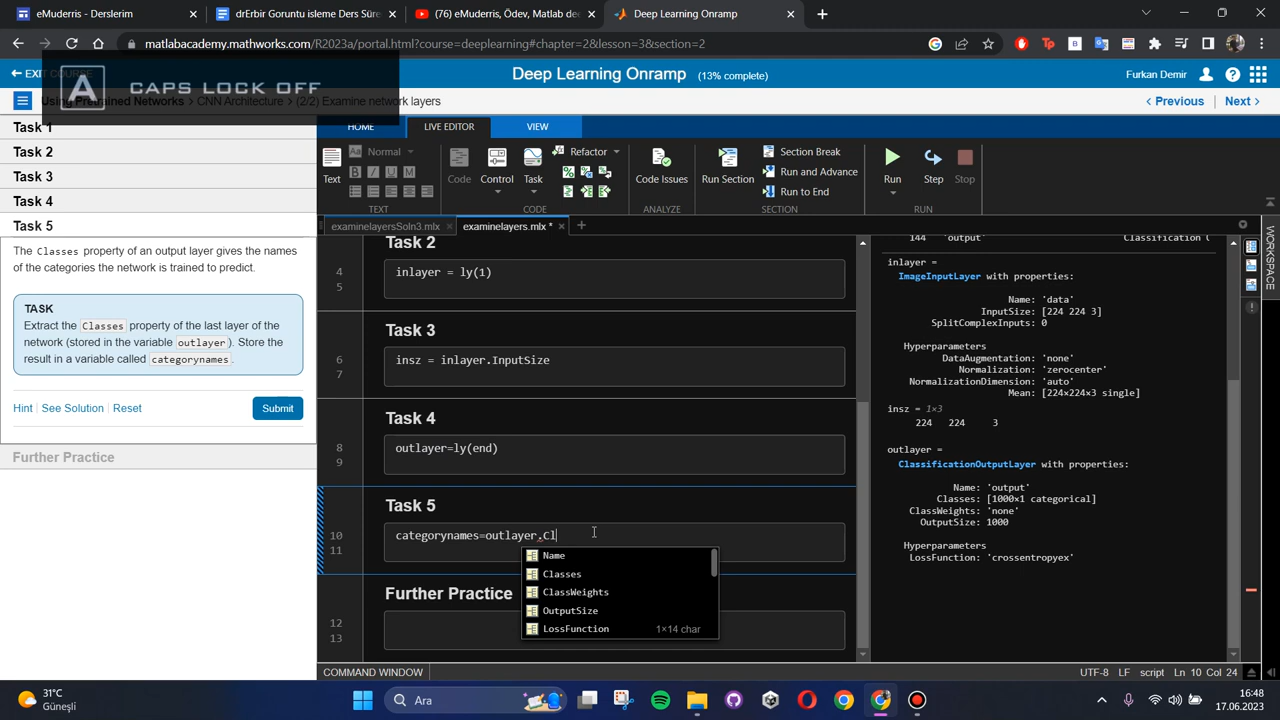 eMuderris - Derslerim
drErbir Goruntu isleme Ders Süre
(76) eMuderris, Ödev, Matlab dec
Deep Learning Onramp
matlabacademy.mathworks.com/R2023a/portal.html?course=deeplearning#chapter=2&lesson=3&section=2
EXIT COURSE
A CAPS LOCK OFF
Deep Learning Onramp (13% complete)
Furkan Demir
Using Pretrained Networks > CNN Architecture > (2/2) Examine network layers
Previous
Next
Task 1
Task 2
Task 3
Task 4
Task 5
The Classes property of an output layer gives the names
of the categories the network is trained to predict.
TASK
Extract the Classes property of the last layer of the
network (stored in the variable outlayer). Store the
result in a variable called categorynames.
Hint | See Solution | Reset
Submit
Further Practice
HOME
LIVE EDITOR
VIEW
Text
Aa Normal
B I U M
TEXT
Code
Control
Task
Refactor
CODE
Code Issues
ANALYZE
Run Section
Section Break
Run and Advance
Run to End
SECTION
Run
Step
Stop
RUN
examinelayersSoln3.mlx
examinelayers.mlx *
Task 2
4 inlayer = ly(1)
5
Task 3
6 insz = inlayer.InputSize
7
Task 4
8 outlayer=ly(end)
9
Task 5
10 categorynames=outlayer.Cl
11
Name
Classes
ClassWeights
OutputSize
LossFunction 1×14 char
Further Practice
12
13
144 'output' Classification (
inlayer =
ImageInputLayer with properties:
Name: 'data'
InputSize: [224 224 3]
SplitComplexInputs: 0
Hyperparameters
DataAugmentation: 'none'
Normalization: 'zerocenter'
NormalizationDimension: 'auto'
Mean: [224×224×3 single]
insz = 1×3
224 224 3
outlayer =
ClassificationOutputLayer with properties:
Name: 'output'
Classes: [1000×1 categorical]
ClassWeights: 'none'
OutputSize: 1000
Hyperparameters
LossFunction: 'crossentropyex'
WORKSPACE
COMMAND WINDOW
UTF-8 LF script Ln 10 Col 24
31°C
Güneşli
Ara
16:48
17.06.2023